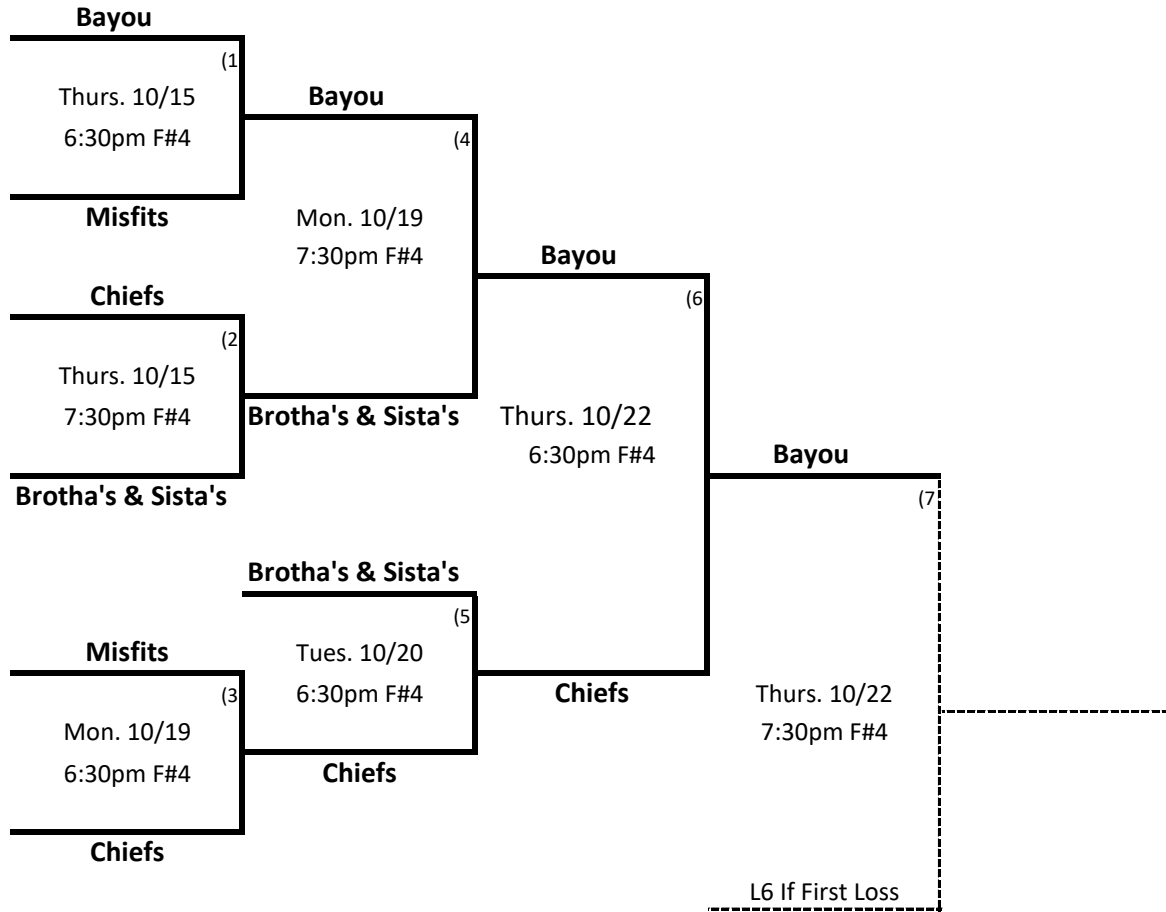 Bayou
(1
Thurs. 10/15
6:30pm F#4
Misfits
Bayou
(4
Mon. 10/19
7:30pm F#4
Chiefs
(2
Thurs. 10/15
7:30pm F#4
Brotha's & Sista's
Brotha's & Sista's
Bayou
(6
Thurs. 10/22
6:30pm F#4
Bayou
(7
Brotha's & Sista's
(5
Tues. 10/20
6:30pm F#4
Misfits
(3
Mon. 10/19
6:30pm F#4
Chiefs
Chiefs
Chiefs
Thurs. 10/22
7:30pm F#4
L6 If First Loss